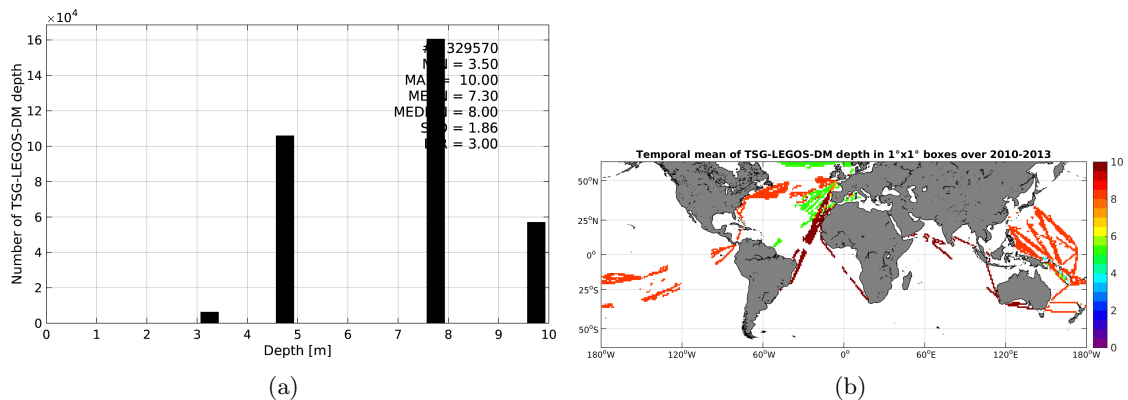 ×10⁴
16
14
12
10
8
6
4
2
0
Number of TSG-LEGOS-DM depth
329570
= 3.50
= 10.00
= 7.30
= 8.00
= 1.86
= 3.00
0 1 2 3 4 5 6 7 8 9 10
Depth [m]
(a)
Temporal mean of TSG-LEGOS-DM depth in 1°x1° boxes over 2010-2013
50°N
25°N
0°
25°S
50°S
180°W 120°W 60°W 0° 60°E 120°E 180°W
10
8
6
4
2
0
(b)